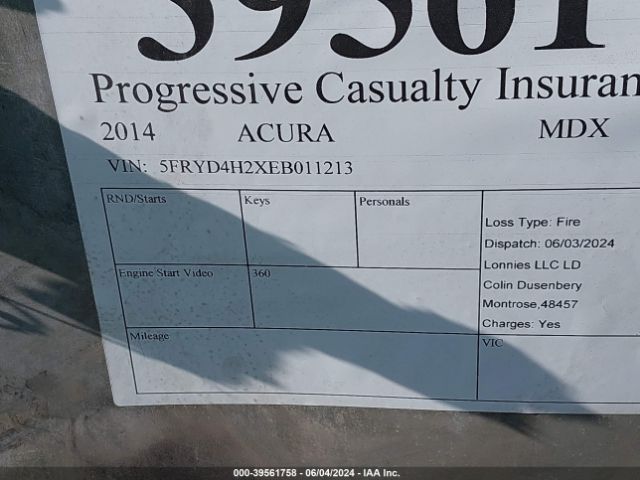 39561
Progressive Casualty Insuran
2014 ACURA MDX
VIN: 5FRYD4H2XEB011213
RND/Starts Keys Personals
Loss Type: Fire
Dispatch: 06/03/2024
Lonnies LLC LD
Engine Start Video 360
Colin Dusenbery
Montrose,48457
Charges: Yes
Mileage VIC
000-39561758 - 06/04/2024 - IAA Inc.